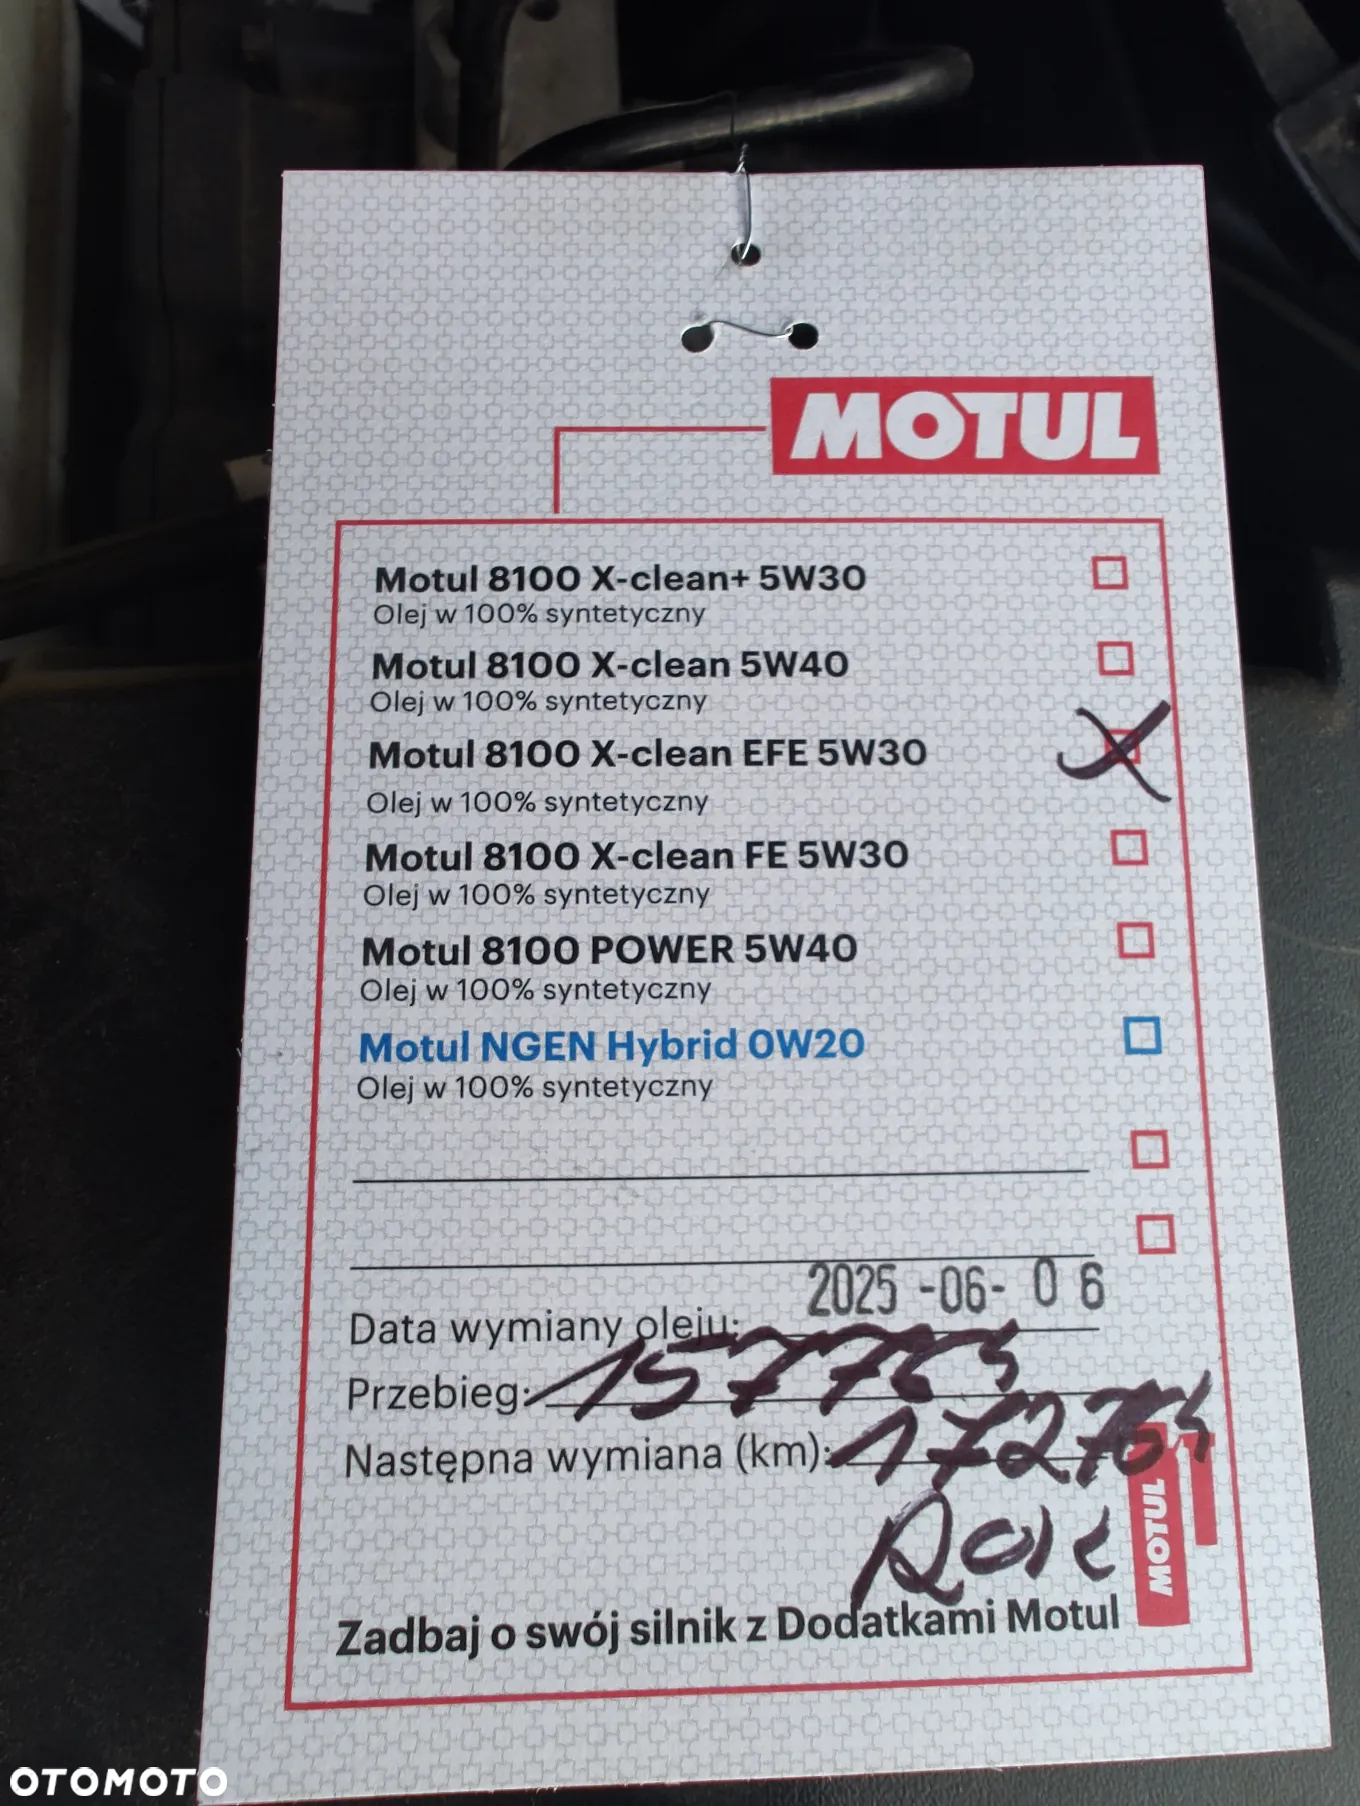 MOTUL
Motul 8100 X-clean+ 5W30
Olej w 100% syntetyczny
Motul 8100 X-clean 5W40
Olej w 100% syntetyczny
Motul 8100 X-clean EFE 5W30
X
Olej w 100% syntetyczny
Motul 8100 X-clean FE 5W30
Olej w 100% syntetyczny
Motul 8100 POWER 5W40
Olej w 100% syntetyczny
Motul NGEN Hybrid 0W20
Olej w 100% syntetyczny
Data wymiany oleju: 2025-06-06
Przebieg:
Następna wymiana (km):
MOTUL
Zadbaj o swój silnik z Dodatkami Motul
OTOMOTO